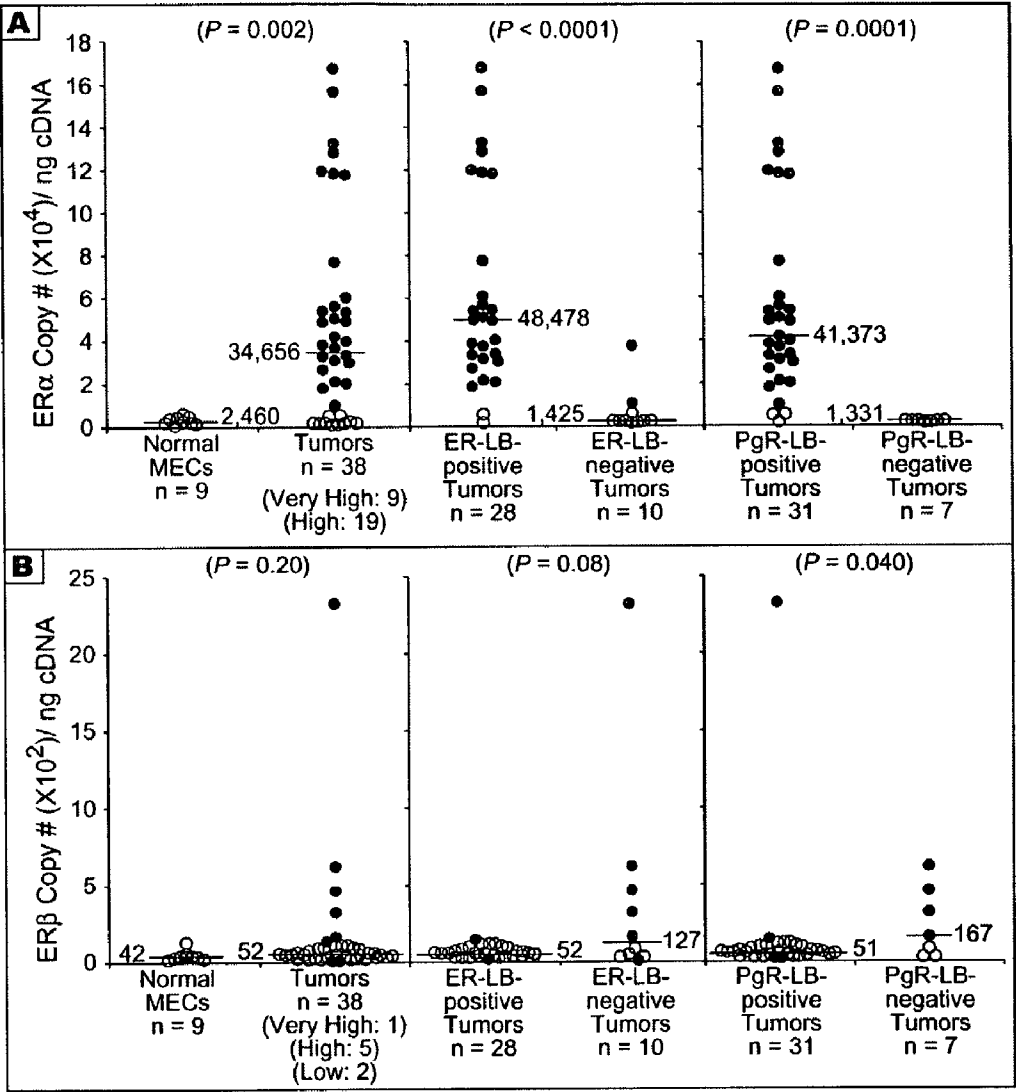 A
(P = 0.002)
(P < 0.0001)
(P = 0.0001)
ERα Copy # (X10⁴)/ ng cDNA
18
16
14
12
10
8
6
4
2
0
34,656
2,460
48,478
1,425
41,373
1,331
Normal
MECs
n = 9
Tumors
n = 38
(Very High: 9)
(High: 19)
ER-LB-
positive
Tumors
n = 28
ER-LB-
negative
Tumors
n = 10
PgR-LB-
positive
Tumors
n = 31
PgR-LB-
negative
Tumors
n = 7
B
(P = 0.20)
(P = 0.08)
(P = 0.040)
ERβ Copy # (X10²)/ ng cDNA
25
20
15
10
5
0
42
52
52
127
51
167
Normal
MECs
n = 9
Tumors
n = 38
(Very High: 1)
(High: 5)
(Low: 2)
ER-LB-
positive
Tumors
n = 28
ER-LB-
negative
Tumors
n = 10
PgR-LB-
positive
Tumors
n = 31
PgR-LB-
negative
Tumors
n = 7